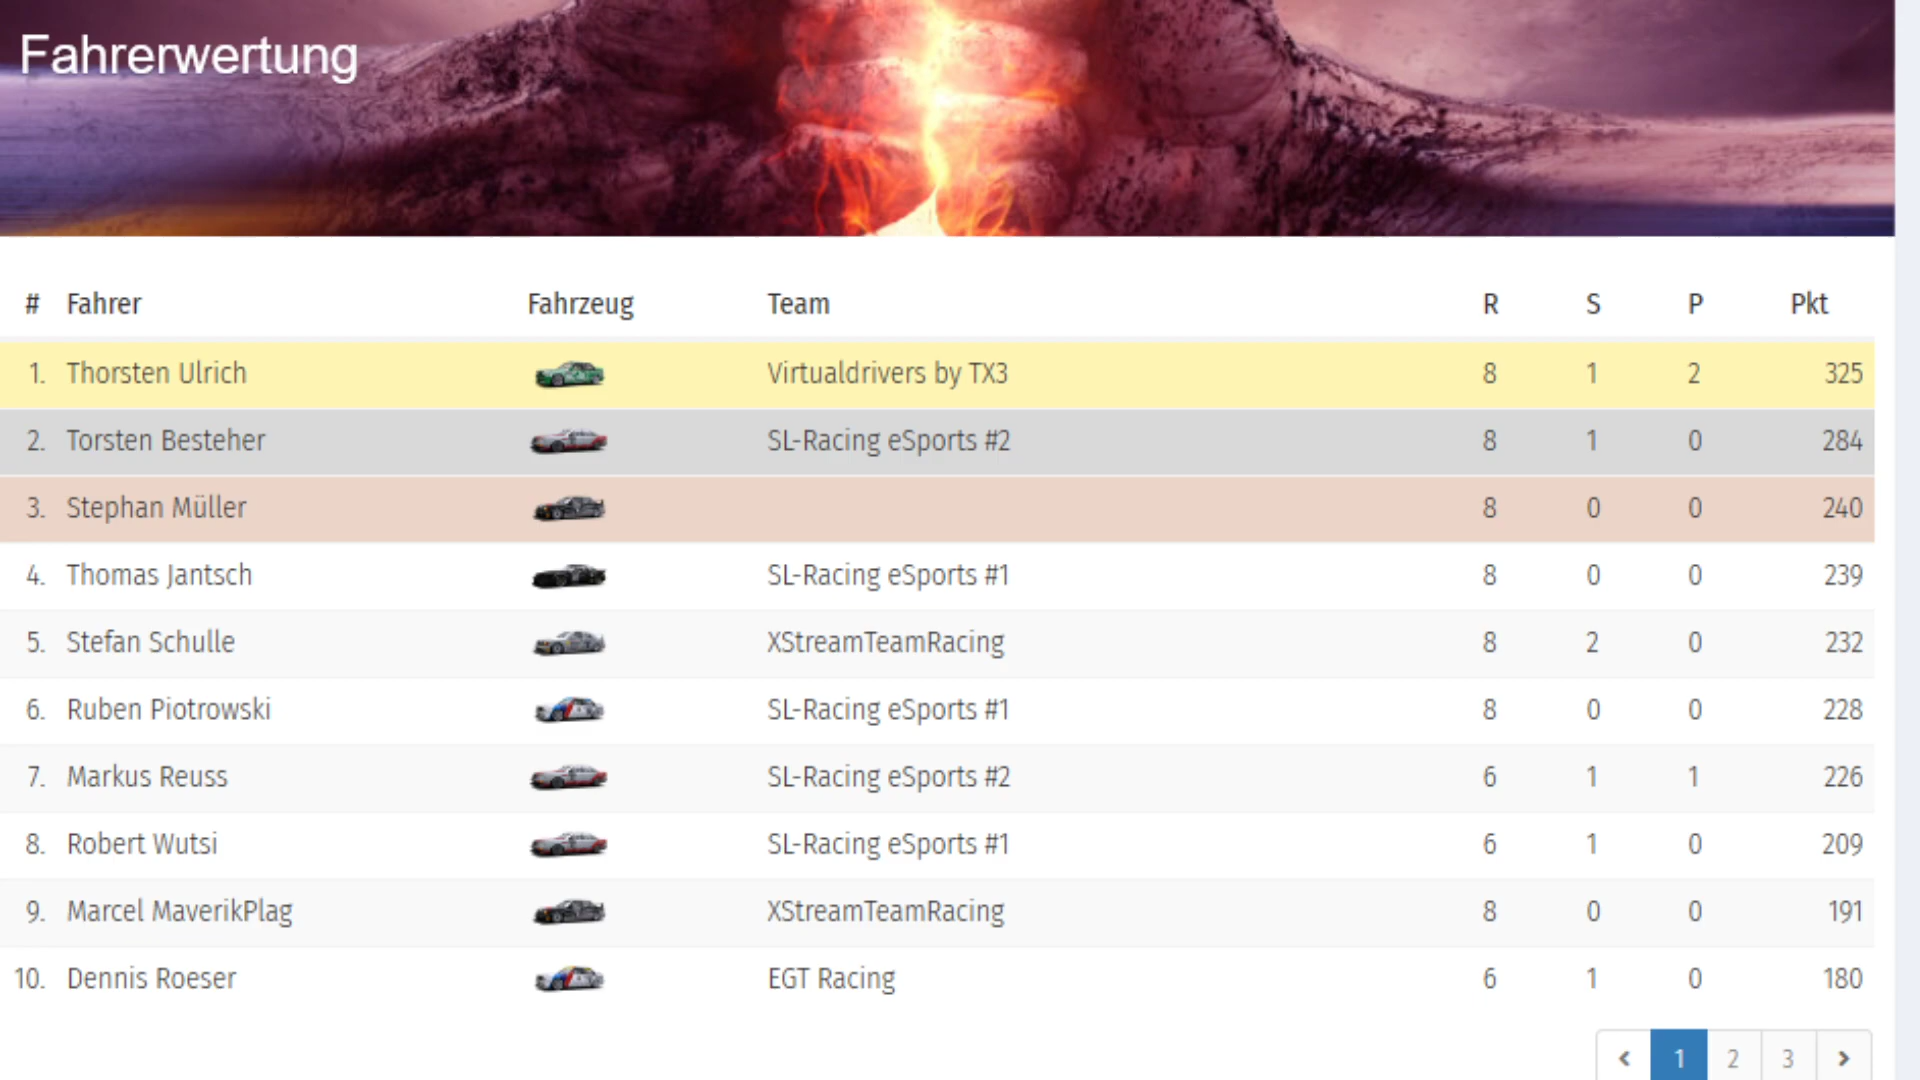 Fahrerwertung
# Fahrer Fahrzeug Team R S P Pkt
1. Thorsten Ulrich Virtualdrivers by TX3 8 1 2 325
2. Torsten Besteher SL-Racing eSports #2 8 1 0 284
3. Stephan Müller 8 0 0 240
4. Thomas Jantsch SL-Racing eSports #1 8 0 0 239
5. Stefan Schulle XStreamTeamRacing 8 2 0 232
6. Ruben Piotrowski SL-Racing eSports #1 8 0 0 228
7. Markus Reuss SL-Racing eSports #2 6 1 1 226
8. Robert Wutsi SL-Racing eSports #1 6 1 0 209
9. Marcel MaverikPlag XStreamTeamRacing 8 0 0 191
10. Dennis Roeser EGT Racing 6 1 0 180
‹ 1 2 3 ›